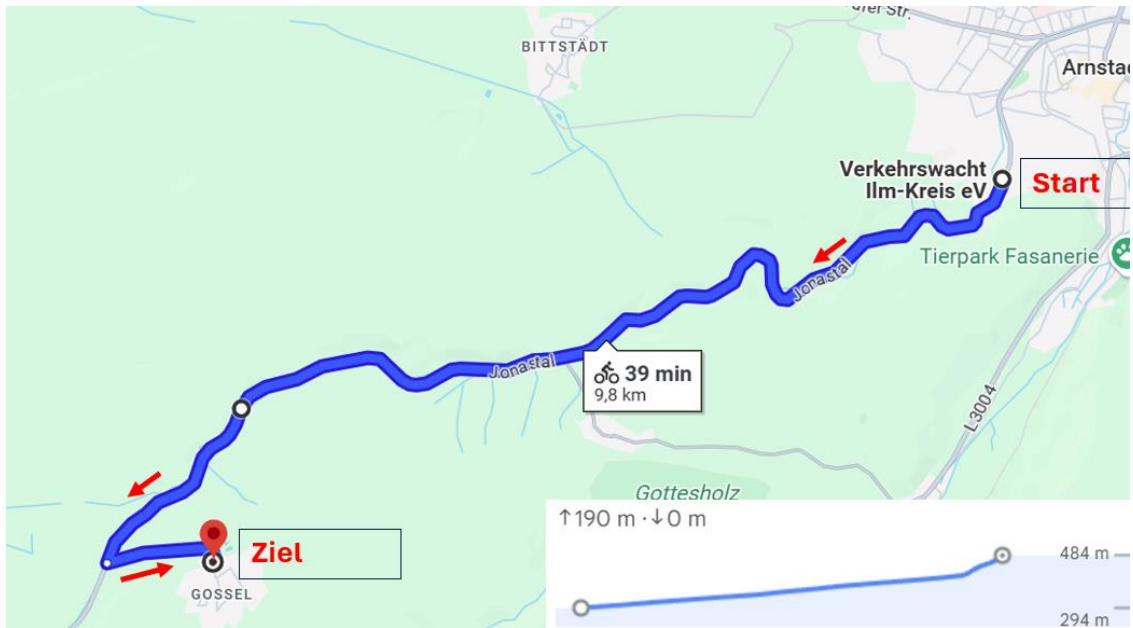 BITTSTÄDT
Arnstad
Verkehrswacht
Ilm-Kreis eV
Start
Tierpark Fasanerie
Jonastal
Jonastal
39 min
9,8 km
L3004
Gottesholz
Ziel
GOSSEL
↑190 m · ↓0 m
484 m
294 m